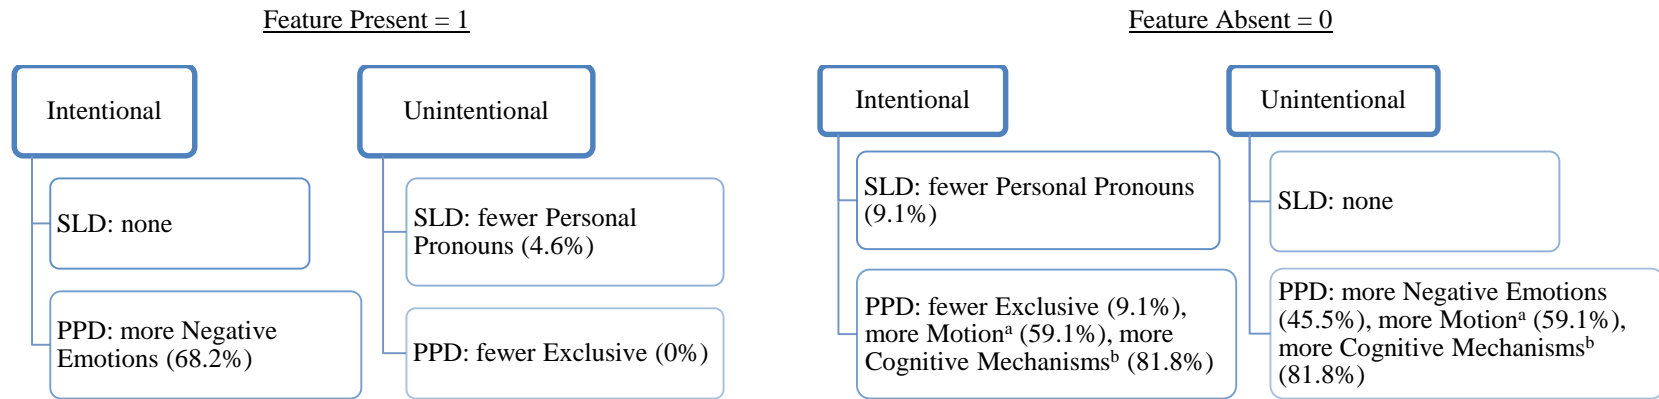 Feature Present = 1
Intentional
SLD: none
PPD: more Negative
Emotions (68.2%)
Unintentional
SLD: fewer Personal
Pronouns (4.6%)
PPD: fewer Exclusive (0%)
Feature Absent = 0
Intentional
SLD: fewer Personal Pronouns
(9.1%)
PPD: fewer Exclusive (9.1%),
more Motionᵃ (59.1%), more
Cognitive Mechanismsᵇ (81.8%)
Unintentional
SLD: none
PPD: more Negative Emotions
(45.5%), more Motionᵃ (59.1%),
more Cognitive Mechanismsᵇ
(81.8%)